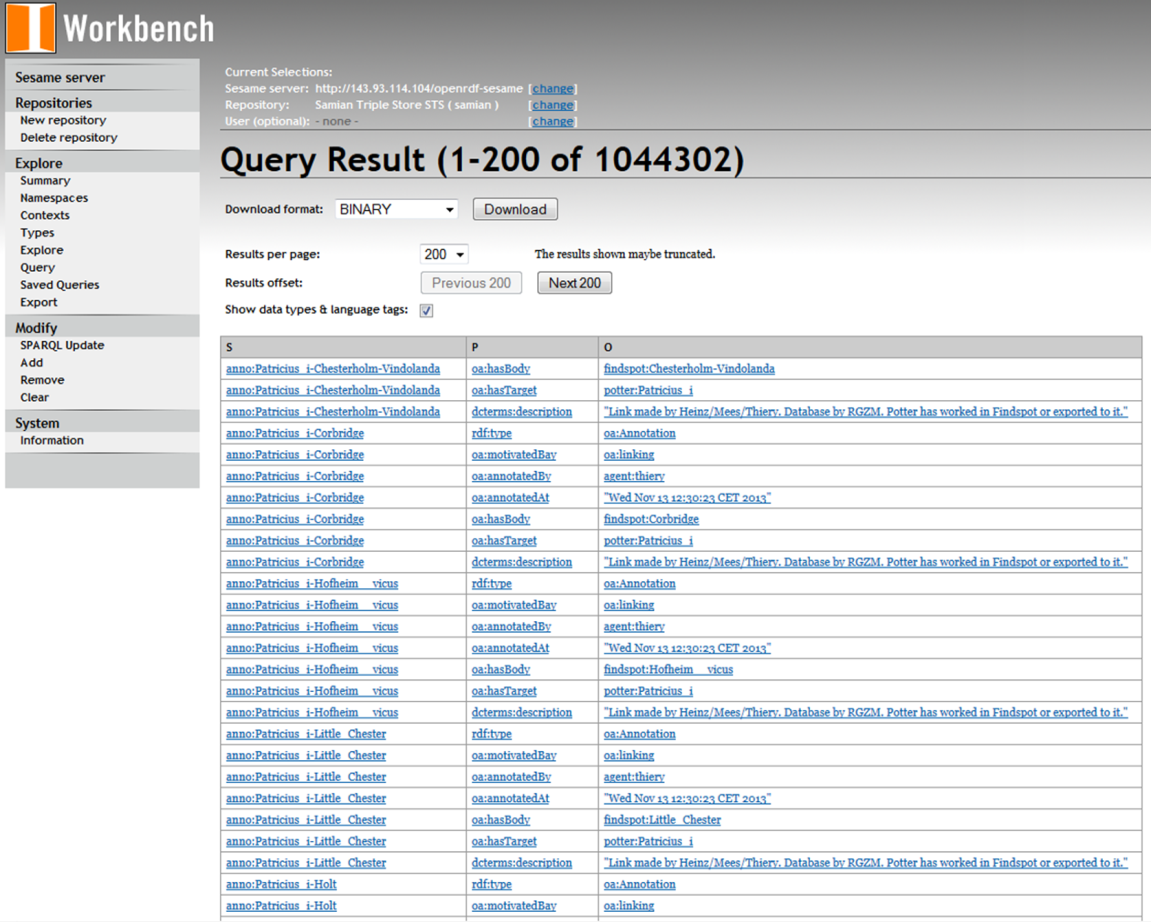 Workbench
Sesame server
Repositories
New repository
Delete repository
Explore
Summary
Namespaces
Contexts
Types
Explore
Query
Saved Queries
Export
Modify
SPARQL Update
Add
Remove
Clear
System
Information
Current Selections:
Sesame server: http://143.93.114.104/openrdf-sesame [change]
Repository: Samian Triple Store STS ( samian ) [change]
User (optional): - none - [change]
Query Result (1-200 of 1044302)
Download format: BINARY Download
Results per page: 200 The results shown maybe truncated.
Results offset: Previous 200 Next 200
Show data types & language tags:
S P O
anno:Patricius_i-Chesterholm-Vindolanda oa:hasBody findspot:Chesterholm-Vindolanda
anno:Patricius_i-Chesterholm-Vindolanda oa:hasTarget potter:Patricius_i
anno:Patricius_i-Chesterholm-Vindolanda dcterms:description "Link made by Heinz/Mees/Thiery. Database by RGZM. Potter has worked in Findspot or exported to it."
anno:Patricius_i-Corbridge rdf:type oa:Annotation
anno:Patricius_i-Corbridge oa:motivatedBay oa:linking
anno:Patricius_i-Corbridge oa:annotatedBy agent:thiery
anno:Patricius_i-Corbridge oa:annotatedAt "Wed Nov 13 12:30:23 CET 2013"
anno:Patricius_i-Corbridge oa:hasBody findspot:Corbridge
anno:Patricius_i-Corbridge oa:hasTarget potter:Patricius_i
anno:Patricius_i-Corbridge dcterms:description "Link made by Heinz/Mees/Thiery. Database by RGZM. Potter has worked in Findspot or exported to it."
anno:Patricius_i-Hofheim__vicus rdf:type oa:Annotation
anno:Patricius_i-Hofheim__vicus oa:motivatedBay oa:linking
anno:Patricius_i-Hofheim__vicus oa:annotatedBy agent:thiery
anno:Patricius_i-Hofheim__vicus oa:annotatedAt "Wed Nov 13 12:30:23 CET 2013"
anno:Patricius_i-Hofheim__vicus oa:hasBody findspot:Hofheim__vicus
anno:Patricius_i-Hofheim__vicus oa:hasTarget potter:Patricius_i
anno:Patricius_i-Hofheim__vicus dcterms:description "Link made by Heinz/Mees/Thiery. Database by RGZM. Potter has worked in Findspot or exported to it."
anno:Patricius_i-Little_Chester rdf:type oa:Annotation
anno:Patricius_i-Little_Chester oa:motivatedBay oa:linking
anno:Patricius_i-Little_Chester oa:annotatedBy agent:thiery
anno:Patricius_i-Little_Chester oa:annotatedAt "Wed Nov 13 12:30:23 CET 2013"
anno:Patricius_i-Little_Chester oa:hasBody findspot:Little_Chester
anno:Patricius_i-Little_Chester oa:hasTarget potter:Patricius_i
anno:Patricius_i-Little_Chester dcterms:description "Link made by Heinz/Mees/Thiery. Database by RGZM. Potter has worked in Findspot or exported to it."
anno:Patricius_i-Holt rdf:type oa:Annotation
anno:Patricius_i-Holt oa:motivatedBay oa:linking